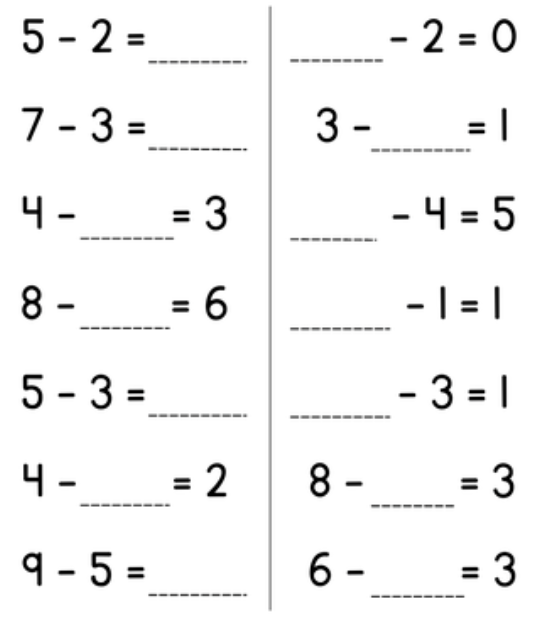 5 - 2 = ______
7 - 3 = ______
4 - ______ = 3
8 - ______ = 6
5 - 3 = ______
4 - ______ = 2
9 - 5 = ______
______ - 2 = 0
3 - ______ = 1
______ - 4 = 5
______ - 1 = 1
______ - 3 = 1
8 - ______ = 3
6 - ______ = 3